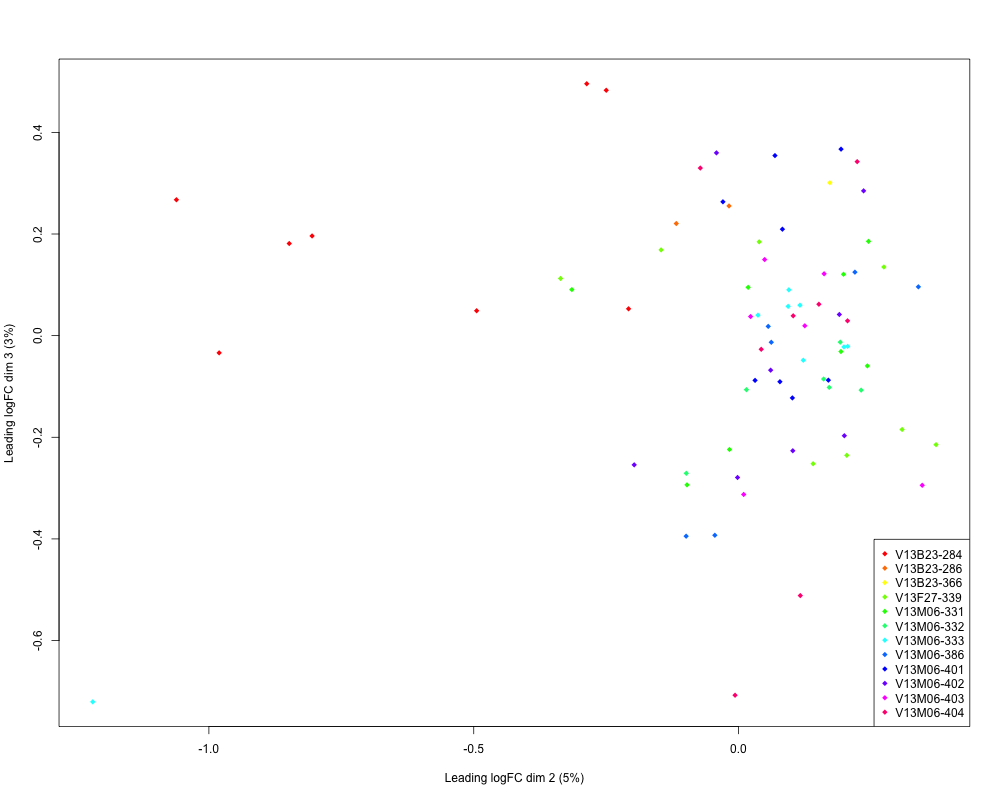 0.4
0.2
0.0
-0.2
-0.4
-0.6
Leading logFC dim 3 (3%)
V13B23-284
V13B23-286
V13B23-366
V13F27-339
V13M06-331
V13M06-332
V13M06-333
V13M06-386
V13M06-401
V13M06-402
V13M06-403
V13M06-404
-1.0 -0.5 0.0
Leading logFC dim 2 (5%)